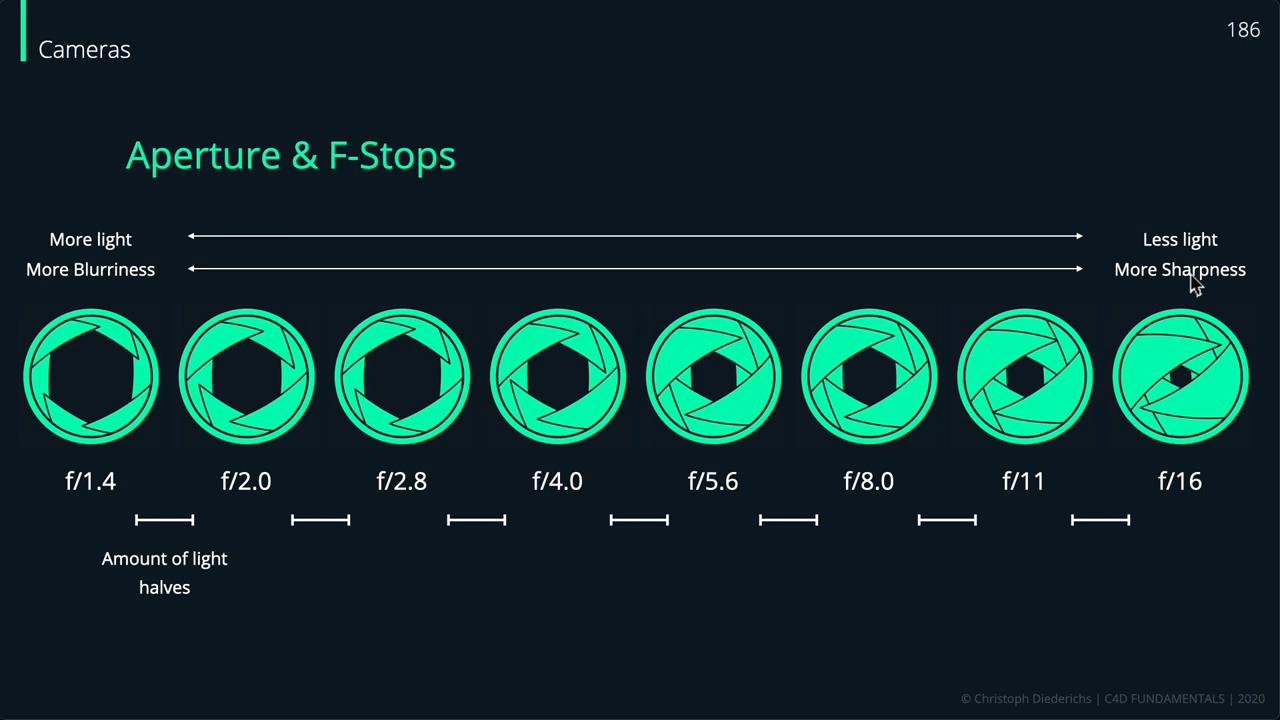 Cameras
186
Aperture & F-Stops
More light
Less light
More Blurriness
More Sharpness
f/1.4
f/2.0
f/2.8
f/4.0
f/5.6
f/8.0
f/11
f/16
Amount of light
halves
© Christoph Diederichs | C4D FUNDAMENTALS | 2020